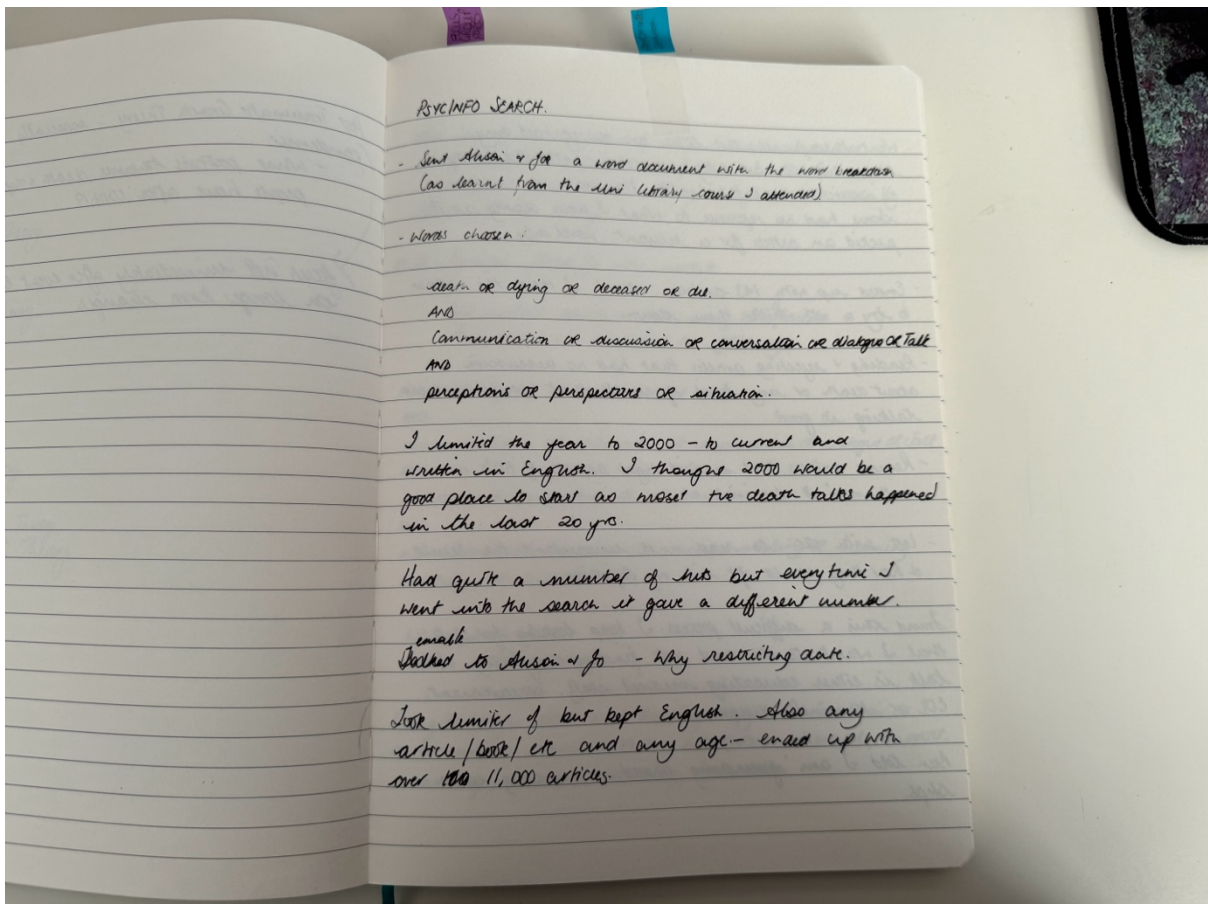 PSYCINFO SEARCH.
- Sent Alison & Joe a word document with the word breakdown
(as learnt from the uni library course I attended)
- Words chosen:
death OR dying OR deceased OR die.
AND
Communication OR discussion OR conversation OR dialogue OR Talk
AND
perceptions OR perspectives OR situation.
I limited the year to 2000 - to current and
written in English. I thought 2000 would be a
good place to start as most +ve death talks happened
in the last 20 yrs.
Had quite a number of hits but everytime I
went into the search it gave a different number.
emailed
to Alison & Jo - Why restricting date.
Took limiter of but kept English. Also any
article/book/etc and any age - ended up with
over 11,000 articles.